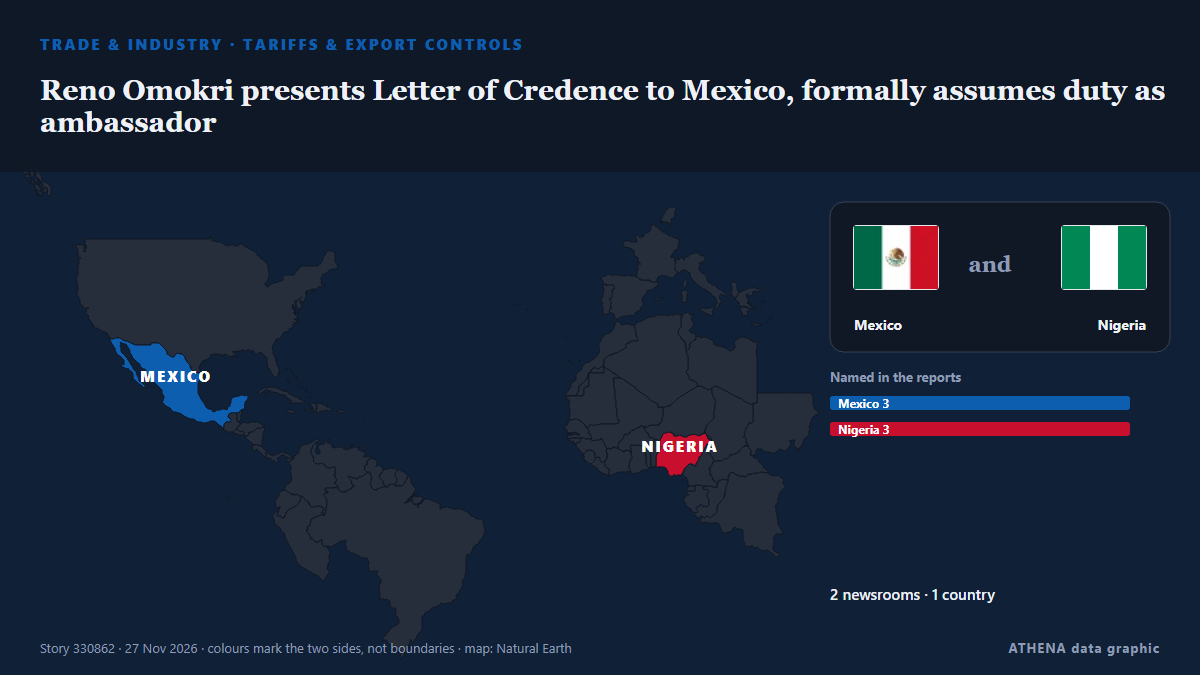 TRADE & INDUSTRY · TARIFFS & EXPORT CONTROLS
Reno Omokri presents Letter of Credence to Mexico, formally assumes duty as
ambassador
MEXICO
NIGERIA
and
Mexico
Nigeria
Named in the reports
Mexico 3
Nigeria 3
2 newsrooms · 1 country
Story 330862 · 27 Nov 2026 · colours mark the two sides, not boundaries · map: Natural Earth
ATHENA data graphic